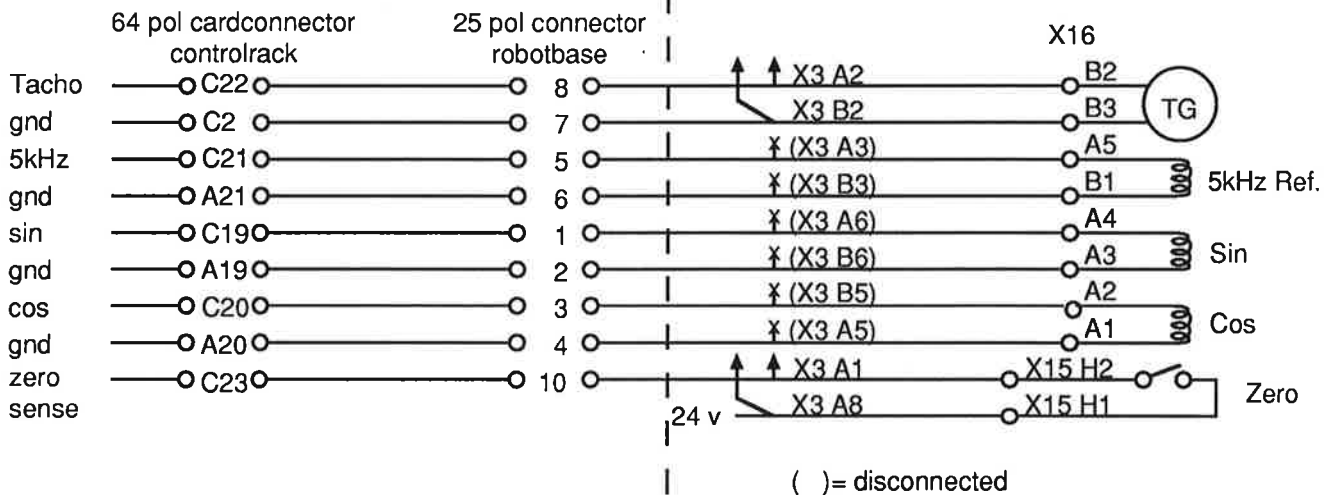 64 pol cardconnector 25 pol connector
controlrack robotbase X16
Tacho C22 8 X3 A2 B2
gnd C2 7 X3 B2 B3 TG
5kHz C21 5 (X3 A3) A5
gnd A21 6 (X3 B3) B1 5kHz Ref.
sin C19 1 (X3 A6) A4
gnd A19 2 (X3 B6) A3 Sin
cos C20 3 (X3 B5) A2
gnd A20 4 (X3 A5) A1 Cos
zero C23 10 X3 A1 X15 H2
sense 24 v X3 A8 X15 H1 Zero
( )= disconnected